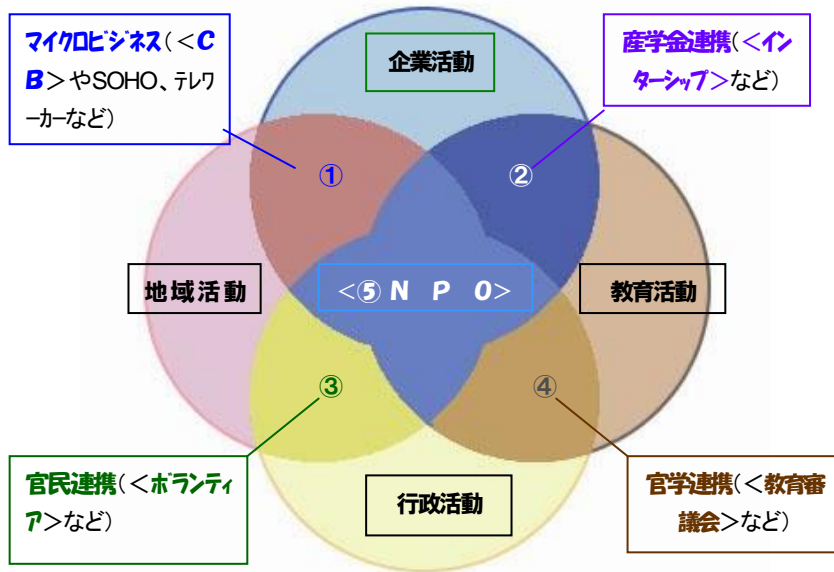 マイクロビジネス(<C
B>やSOHO、テレワ
ーカーなど)
企業活動
産学金連携(<イン
ターシップ>など)
①
②
地域活動
<⑤ＮＰＯ>
教育活動
③
④
官民連携(<ボランティ
ア>など)
行政活動
官学連携(<教育審
議会>など)